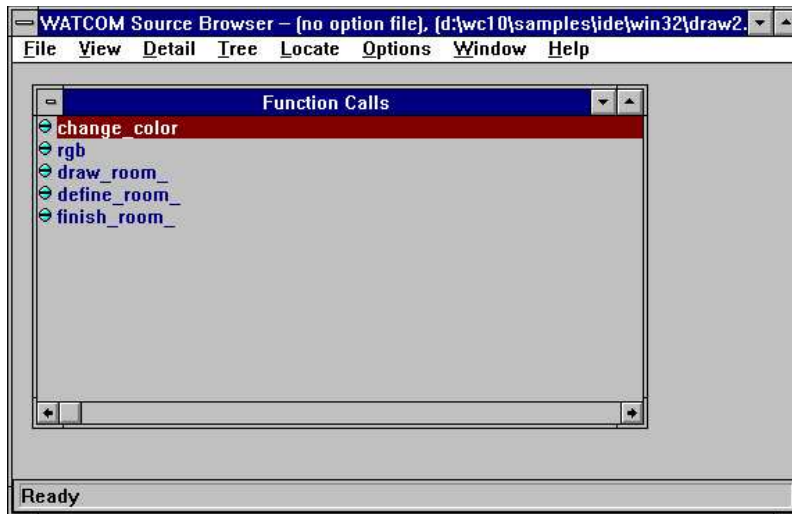 WATCOM Source Browser – (no option file), (d:\wc10\samples\ide\win32\draw2.
File View Detail Tree Locate Options Window Help
Function Calls
change_color
rgb
draw_room_
define_room_
finish_room_
Ready